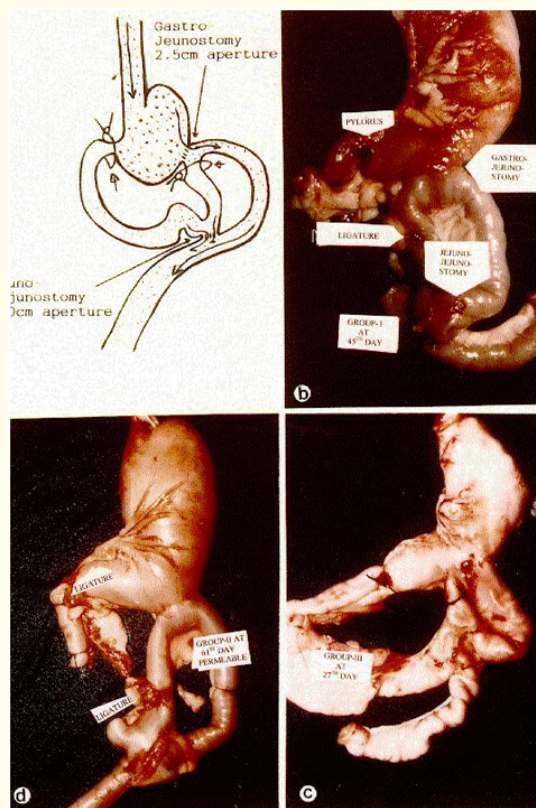 Gastro-
Jeunostomy
2.5cm aperture
uno-
junostomy
0cm aperture
PYLORUS
GASTRO-
JEJUNO-
STOMY
LIGATURE
JEJUNO-
JEJUNO-
STOMY
GROUP-I
AT
45TH DAY
b
LIGATURE
GROUP-II AT
61ST DAY
PERMEABLE
LIGATURE
d
GROUP-III
AT
27TH DAY
c